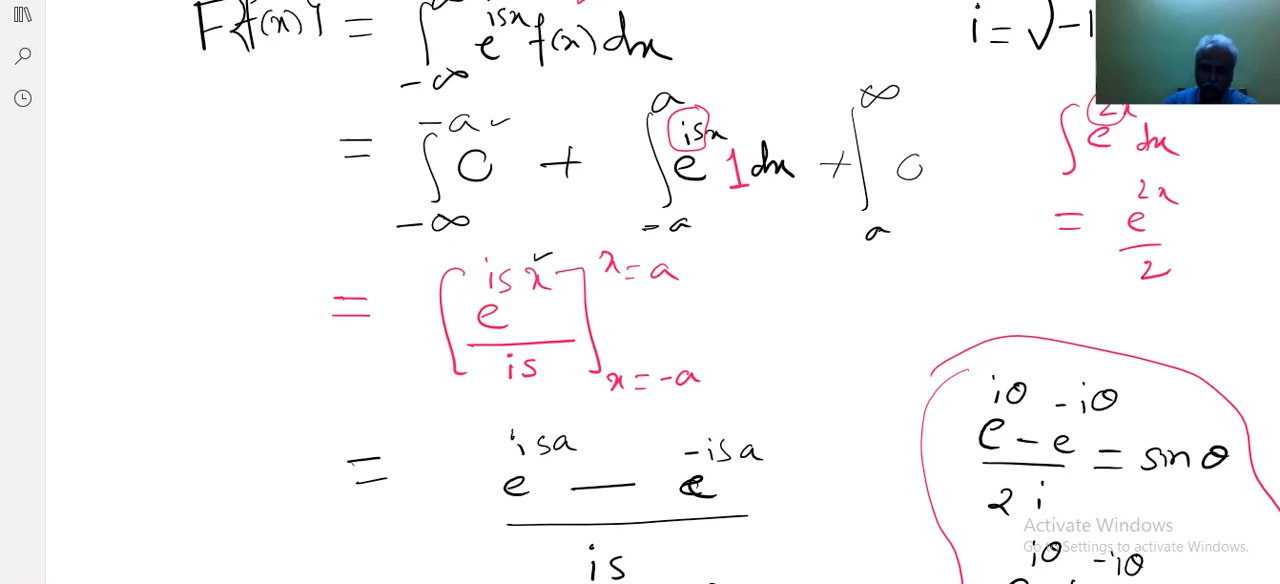 F{f(x)} = ∫_{-∞} e^{isx} f(x) dx
i = √-1
= ∫_{-∞}^{-a} 0 + ∫_{-a}^{a} e^{isx} 1 dx + ∫_{a}^{∞} 0
∫ e^{2x} dx
= e^{2x} / 2
= [ e^{isx} / is ]_{x=-a}^{x=a}
= (e^{isa} - e^{-isa}) / is
(e^{iθ} - e^{-iθ}) / 2i = sin θ
Activate Windows
Go to Settings to activate Windows.
iθ -iθ